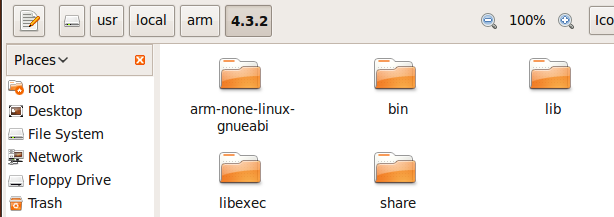 usr local arm 4.3.2 100% Ico
Places
root
Desktop
File System
Network
Floppy Drive
Trash
arm-none-linux-
gnueabi
bin
lib
libexec
share